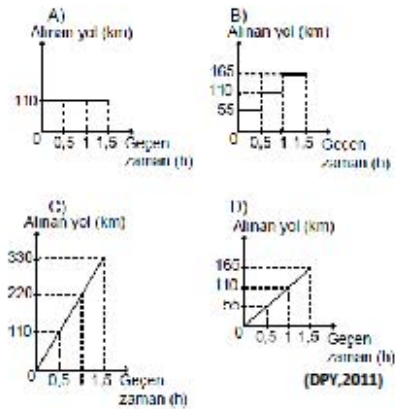 A)
Alınan yol (km)
110
0
0,5 1 1,5 Geçen
zaman (h)
B)
Alınan yol (km)
165
110
55
0
0,5 1 1,5
Geçen
zaman (h)
C)
Alınan yol (km)
330
220
110
0
0,5 1 1,5 Geçen
zaman (h)
D)
Alınan yol (km)
165
110
55
0
0,5 1 1,5 Geçen
zaman (h)
(DPY,2011)